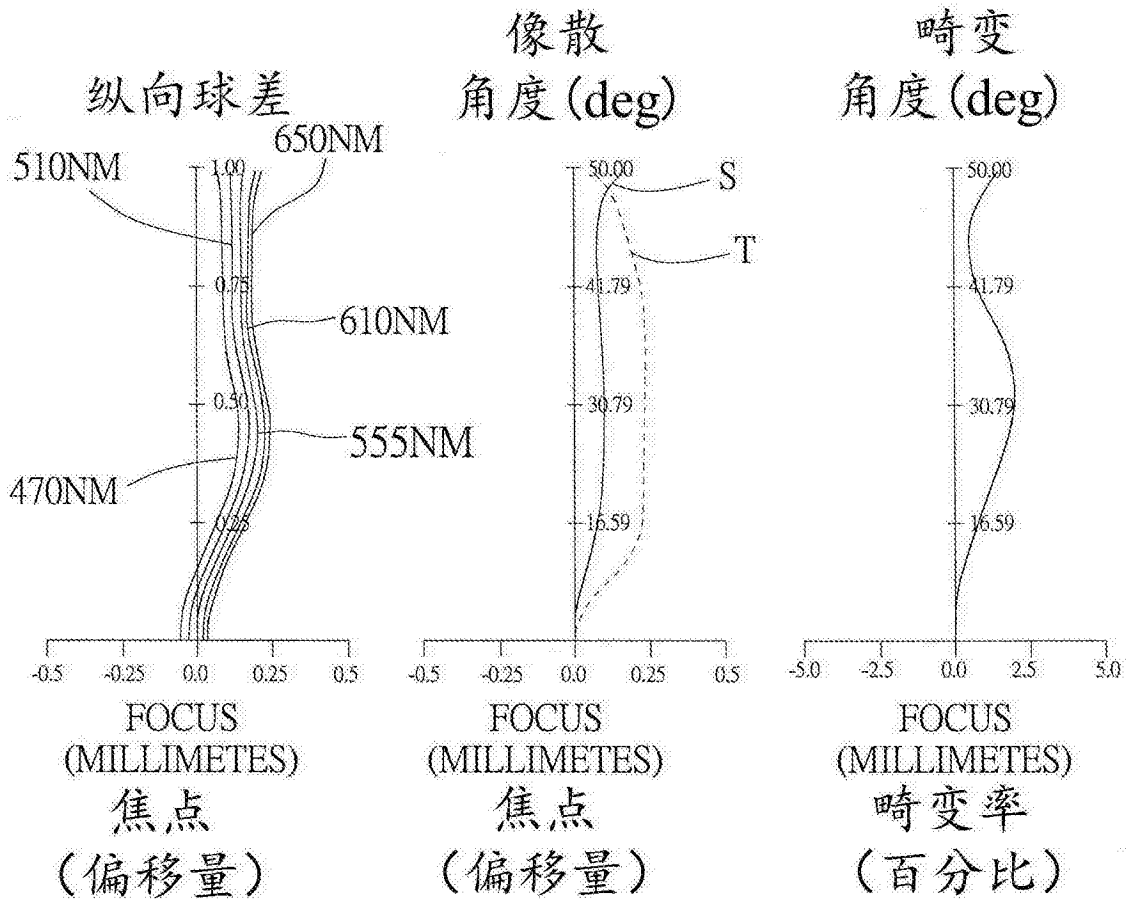 纵向球差
510NM
650NM
1.00
0.75
610NM
0.50
555NM
470NM
0.25
-0.5 -0.25 0.0 0.25 0.5
FOCUS
(MILLIMETES)
焦点
(偏移量)
像散
角度(deg)
50.00
S
T
41.79
30.79
16.59
-0.5 -0.25 0.0 0.25 0.5
FOCUS
(MILLIMETES)
焦点
(偏移量)
畸变
角度(deg)
50.00
41.79
30.79
16.59
-5.0 -2.5 0.0 2.5 5.0
FOCUS
(MILLIMETES)
畸变率
(百分比)